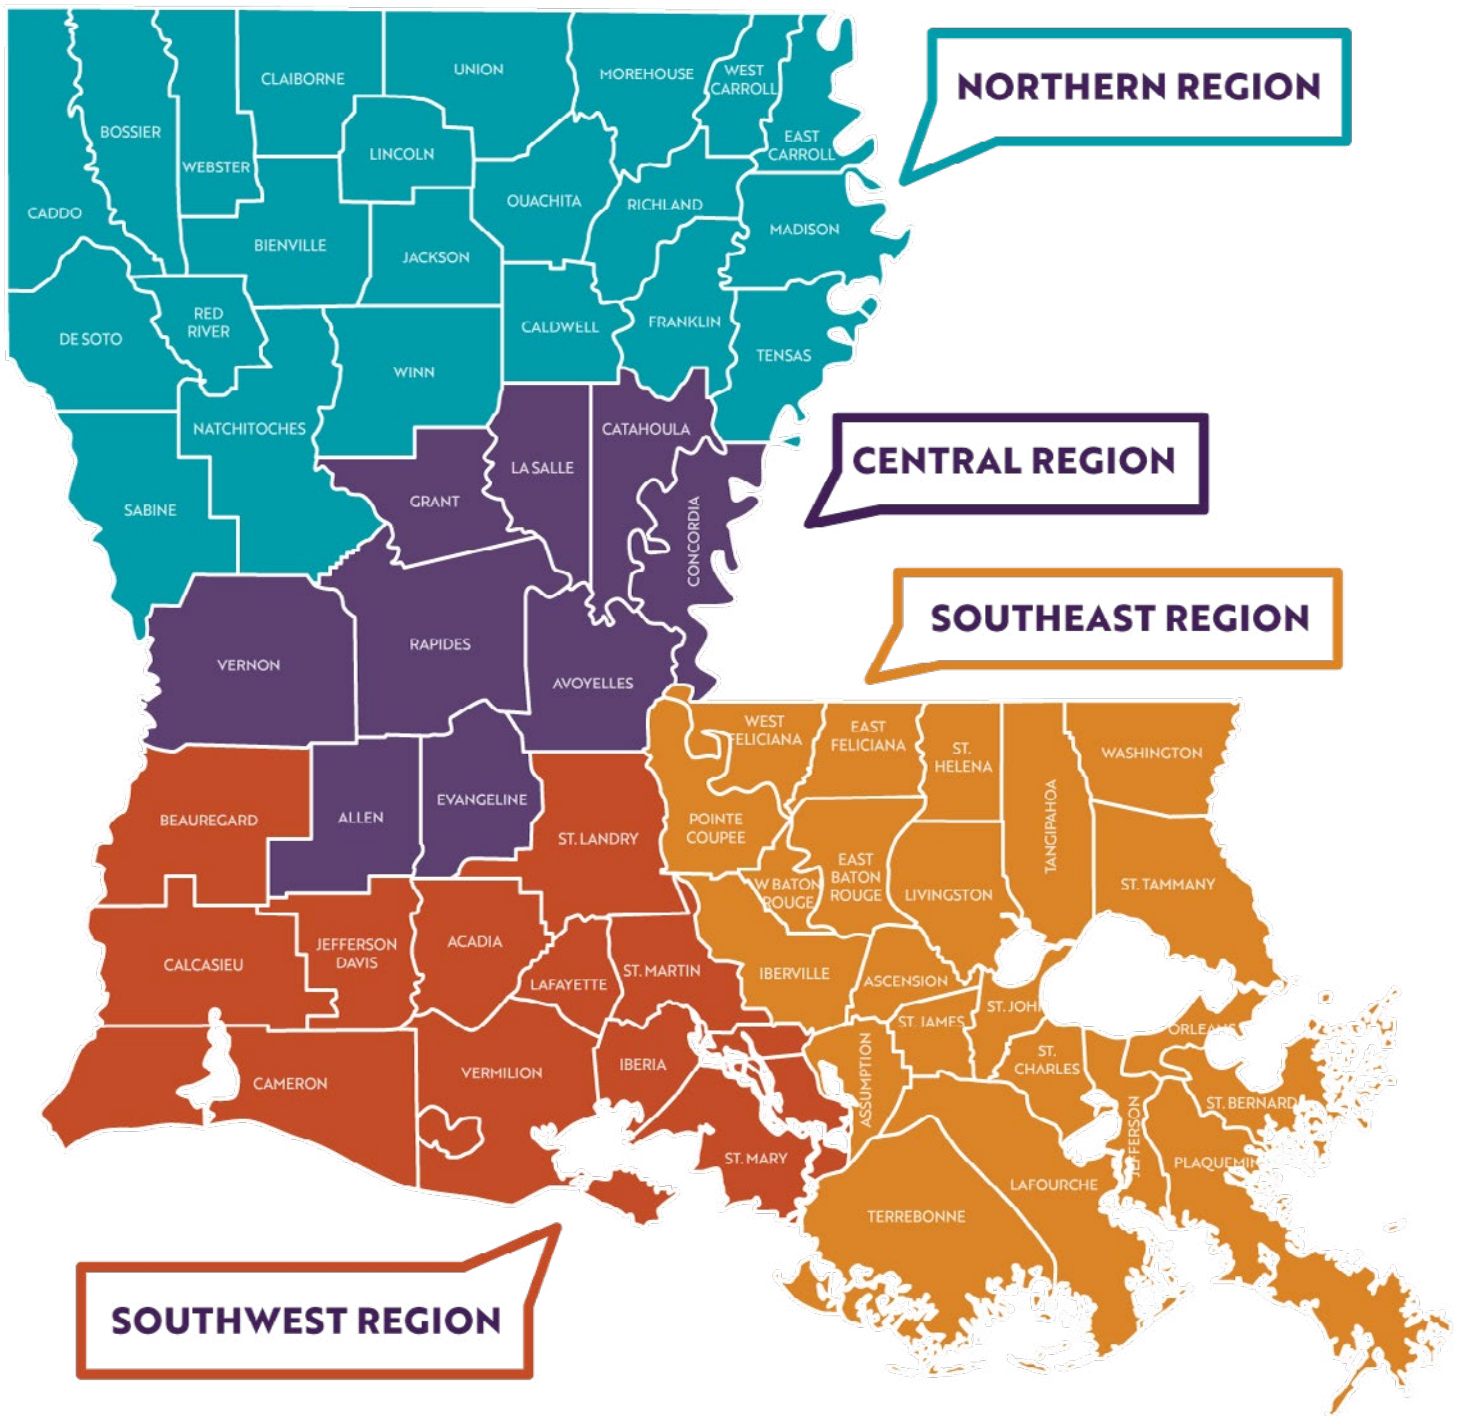 NORTHERN REGION
CLAIBORNE
UNION
MOREHOUSE
WEST
CARROLL
BOSSIER
WEBSTER
LINCOLN
EAST
CARROLL
CADDO
OUACHITA
RICHLAND
MADISON
BIENVILLE
JACKSON
DE SOTO
RED
RIVER
CALDWELL
FRANKLIN
TENSAS
WINN
NATCHITOCHES
SABINE
CENTRAL REGION
CATAHOULA
LA SALLE
GRANT
CONCORDIA
RAPIDES
VERNON
AVOYELLES
ALLEN
EVANGELINE
SOUTHEAST REGION
WEST
FELICIANA
EAST
FELICIANA
ST.
HELENA
TANGIPAHOA
WASHINGTON
POINTE
COUPEE
W BATON
ROUGE
EAST
BATON
ROUGE
LIVINGSTON
ST. TAMMANY
IBERVILLE
ASCENSION
ST. JAMES
ST. JOHN
ORLEANS
ASSUMPTION
ST.
CHARLES
JEFFERSON
ST. BERNARD
PLAQUEMIN
LAFOURCHE
TERREBONNE
BEAUREGARD
ST. LANDRY
CALCASIEU
JEFFERSON
DAVIS
ACADIA
LAFAYETTE
ST. MARTIN
CAMERON
VERMILION
IBERIA
ST. MARY
SOUTHWEST REGION